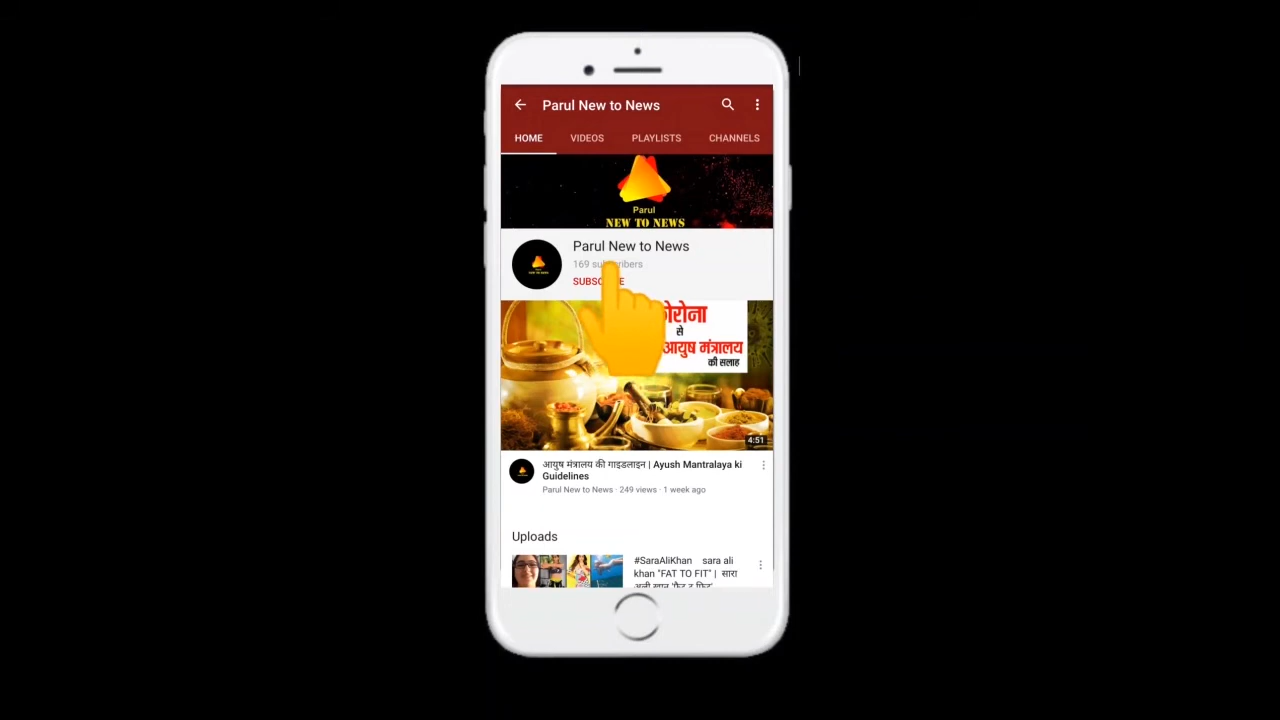 Parul New to News
HOME VIDEOS PLAYLISTS CHANNELS
Parul
NEW TO NEWS
Parul New to News
169 subscribers
SUBSCRIBE
से
आयुष मंत्रालय
की सलाह
4:51
आयुष मंत्रालय की गाइडलाइन | Ayush Mantralaya ki
Guidelines
Parul New to News · 249 views · 1 week ago
Uploads
#SaraAliKhan sara ali
khan "FAT TO FIT" | सारा